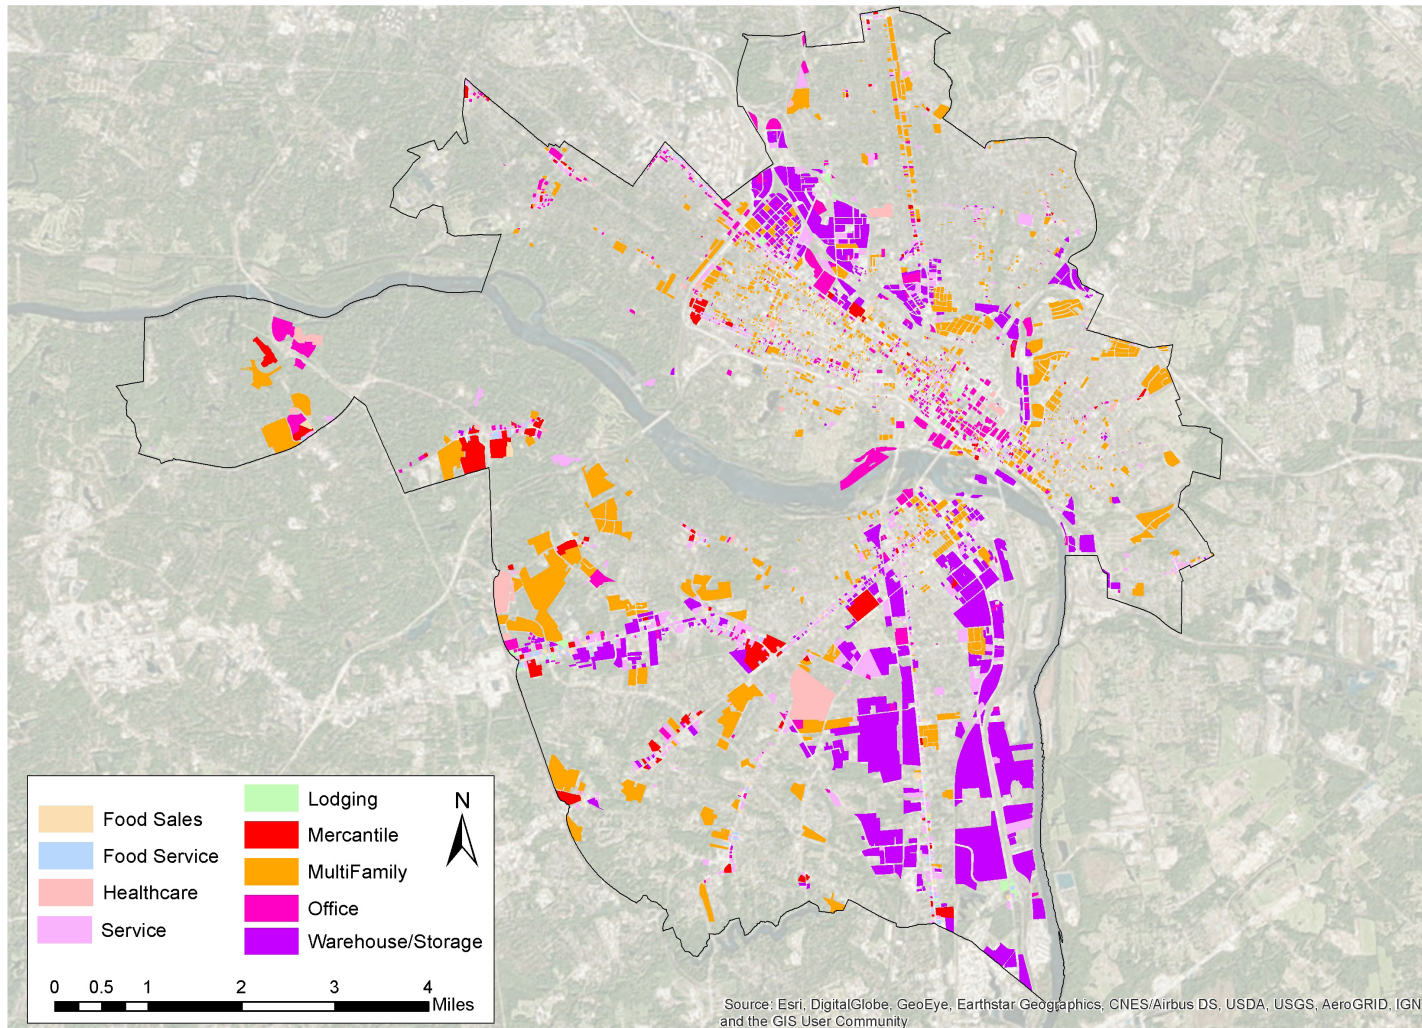 Food Sales
Food Service
Healthcare
Service
Lodging
Mercantile
MultiFamily
Office
Warehouse/Storage
N
0 0.5 1 2 3 4
Miles
Source: Esri, DigitalGlobe, GeoEye, Earthstar Geographics, CNES/Airbus DS, USDA, USGS, AeroGRID, IGN
and the GIS User Community